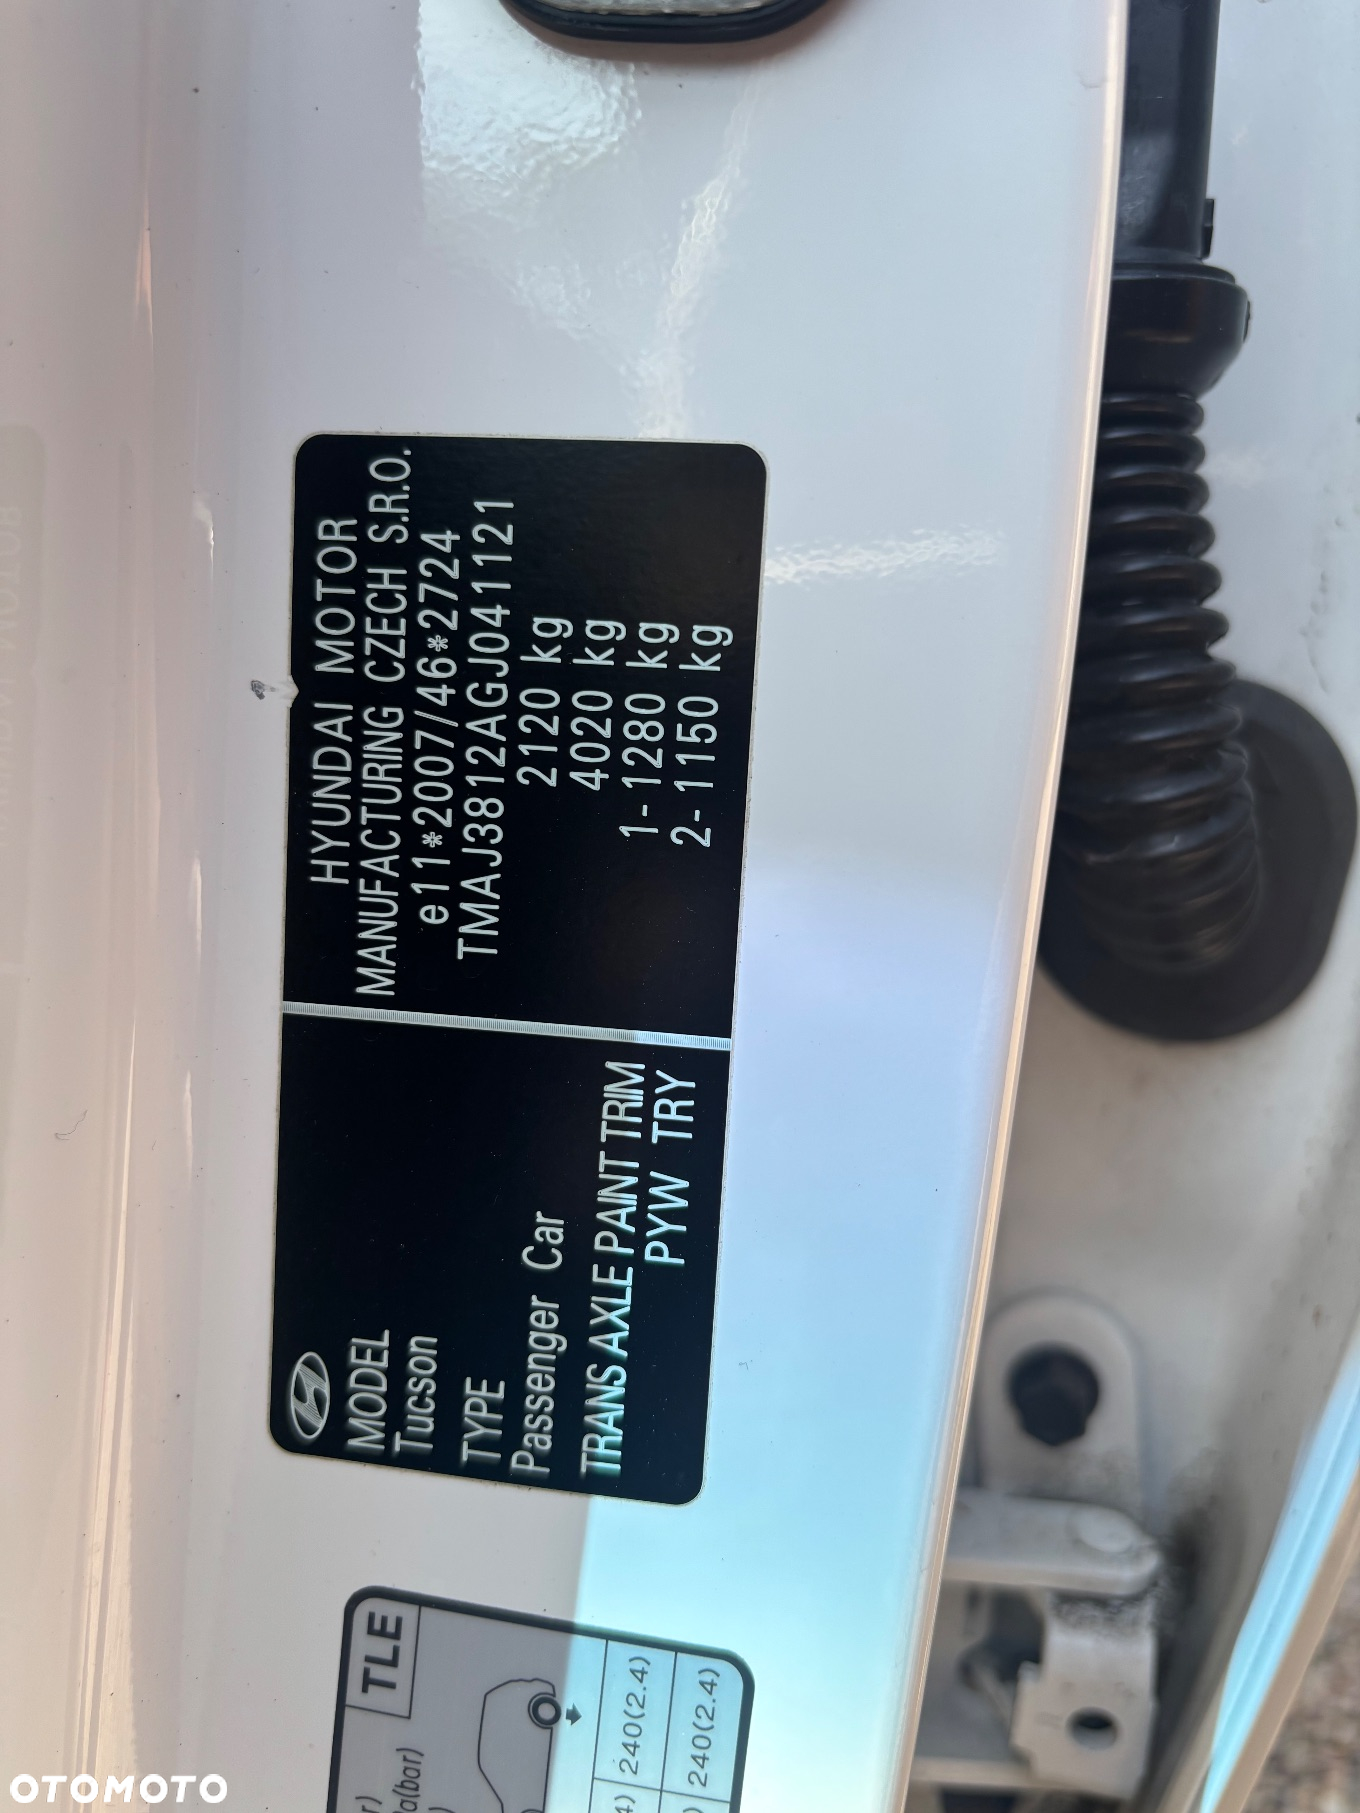 HYUNDAI MOTOR
MANUFACTURING CZECH S.R.O.
e11*2007/46*2724
TMAJ3812AGJ041121
2120 kg
4020 kg
1-1280 kg
2-1150 kg
MODEL
Tucson
TYPE
Passenger Car
TRANS AXLE PAINT TRIM
PYW TRY
TLE
240(2.4)
240(2.4)
OTOMOTO